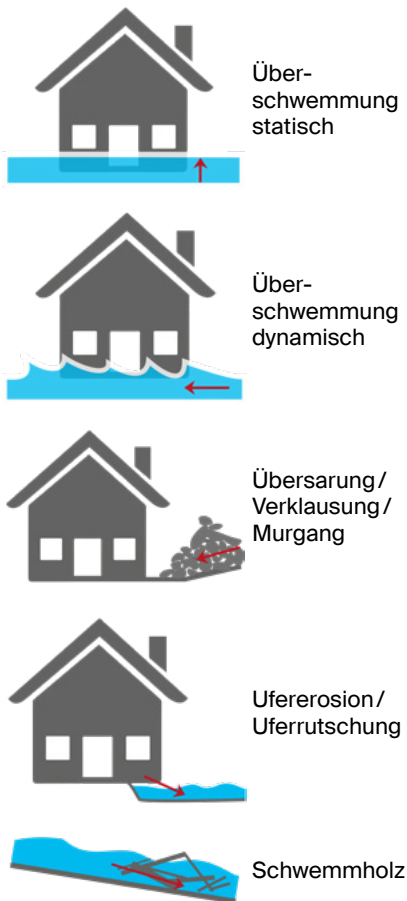 Über-
schwemmung
statisch
Über-
schwemmung
dynamisch
Übersarung/
Verklausung/
Murgang
Ufererosion/
Uferrutschung
Schwemmholz